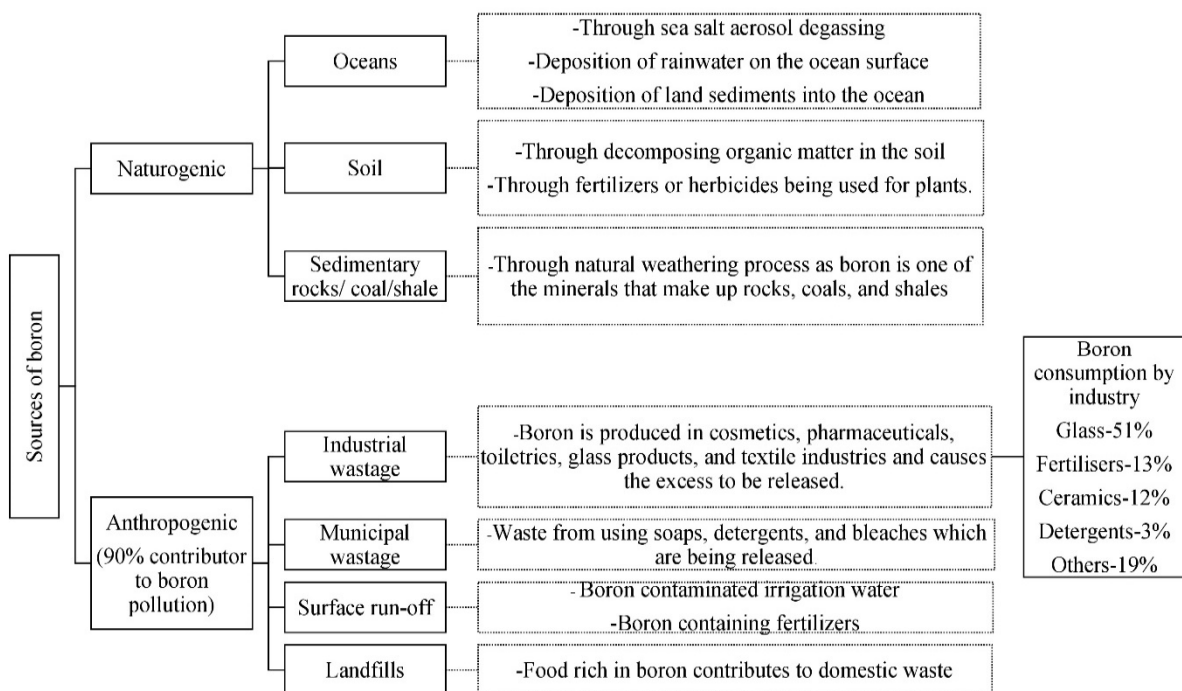 Sources of boron
Naturogenic
Oceans
-Through sea salt aerosol degassing
-Deposition of rainwater on the ocean surface
-Deposition of land sediments into the ocean
Soil
-Through decomposing organic matter in the soil
-Through fertilizers or herbicides being used for plants.
Sedimentary
rocks/ coal/shale
-Through natural weathering process as boron is one of
the minerals that make up rocks, coals, and shales
Anthropogenic
(90% contributor
to boron
pollution)
Industrial
wastage
-Boron is produced in cosmetics, pharmaceuticals,
toiletries, glass products, and textile industries and causes
the excess to be released.
Boron
consumption by
industry
Glass-51%
Fertilisers-13%
Ceramics-12%
Detergents-3%
Others-19%
Municipal
wastage
-Waste from using soaps, detergents, and bleaches which
are being released.
Surface run-off
- Boron contaminated irrigation water
-Boron containing fertilizers
Landfills
-Food rich in boron contributes to domestic waste